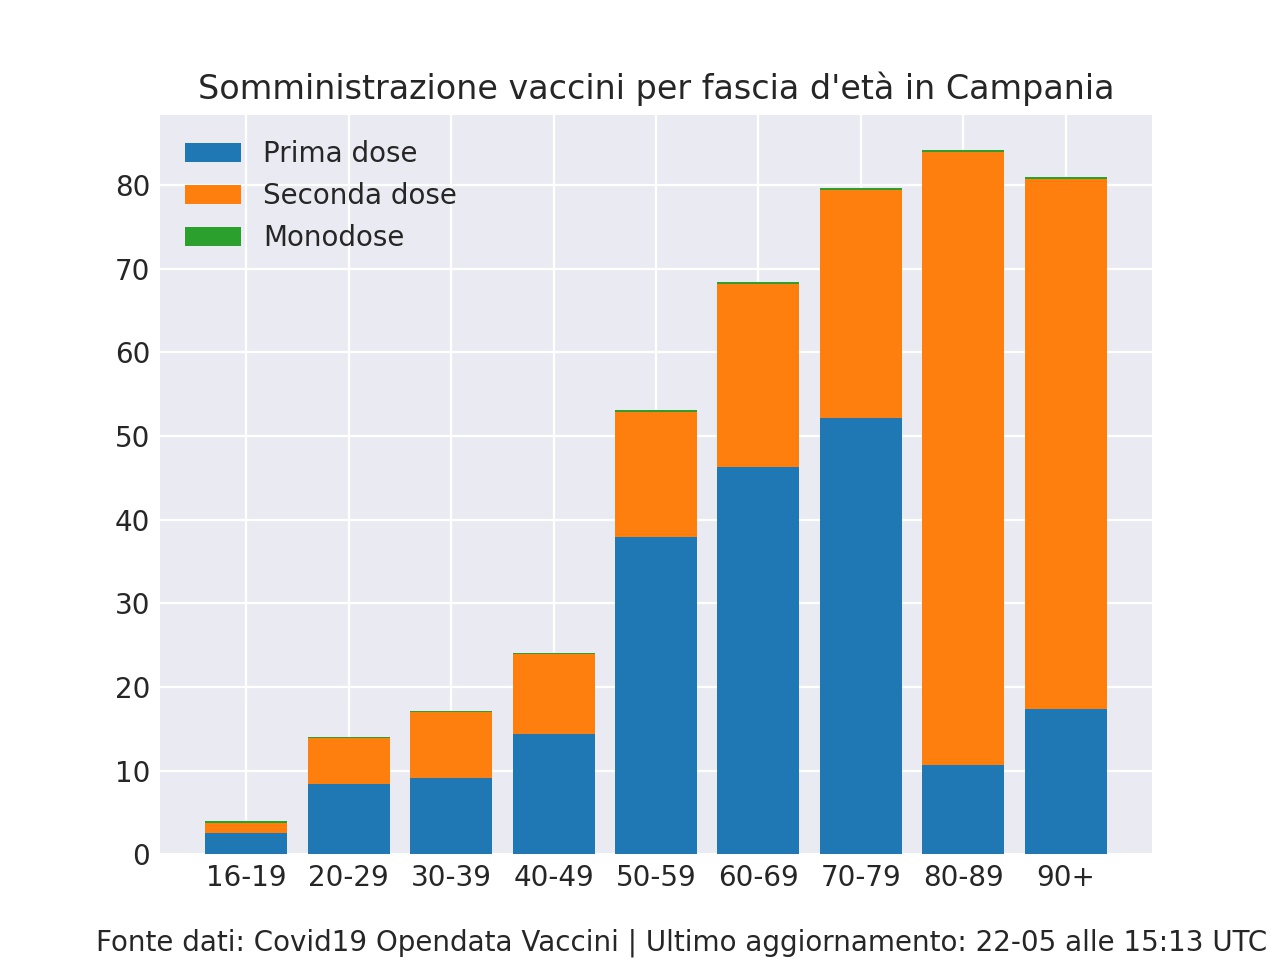 Somministrazione vaccini per fascia d'età in Campania
Prima dose
Seconda dose
Monodose
80
70
60
50
40
30
20
10
0
16-19 20-29 30-39 40-49 50-59 60-69 70-79 80-89 90+
Fonte dati: Covid19 Opendata Vaccini | Ultimo aggiornamento: 22-05 alle 15:13 UTC